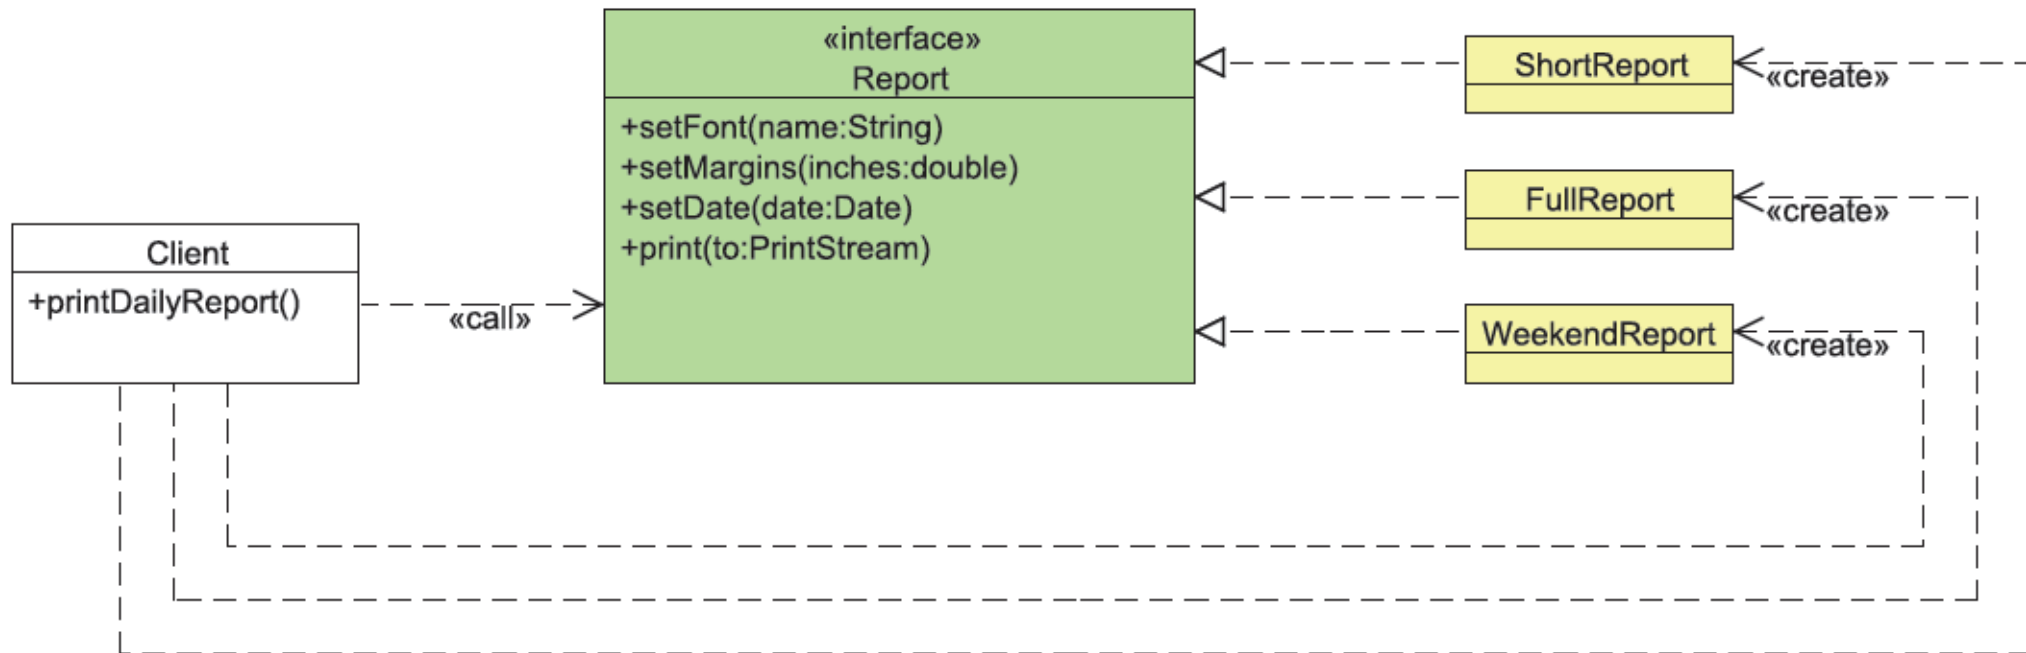 «interface»
Report
+setFont(name:String)
+setMargins(inches:double)
+setDate(date:Date)
+print(to:PrintStream)
Client
+printDailyReport()
«call»
ShortReport
«create»
FullReport
«create»
WeekendReport
«create»